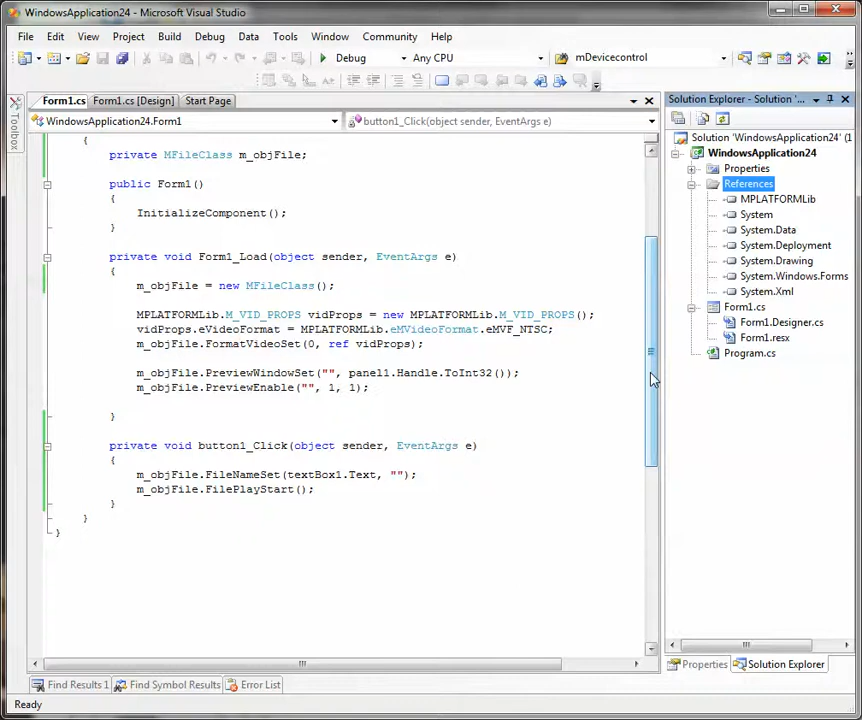 WindowsApplication24 - Microsoft Visual Studio
File Edit View Project Build Debug Data Tools Window Community Help
Debug Any CPU mDevicecontrol
Form1.cs Form1.cs [Design] Start Page
WindowsApplication24.Form1 button1_Click(object sender, EventArgs e)
Toolbox
{
private MFileClass m_objFile;
public Form1()
{
InitializeComponent();
}
private void Form1_Load(object sender, EventArgs e)
{
m_objFile = new MFileClass();
MPLATFORMLib.M_VID_PROPS vidProps = new MPLATFORMLib.M_VID_PROPS();
vidProps.eVideoFormat = MPLATFORMLib.eMVideoFormat.eMVF_NTSC;
m_objFile.FormatVideoSet(0, ref vidProps);
m_objFile.PreviewWindowSet("", panel1.Handle.ToInt32());
m_objFile.PreviewEnable("", 1, 1);
}
private void button1_Click(object sender, EventArgs e)
{
m_objFile.FileNameSet(textBox1.Text, "");
m_objFile.FilePlayStart();
}
}
}
Solution Explorer - Solution '...
Solution 'WindowsApplication24' (1
WindowsApplication24
Properties
References
MPLATFORMLib
System
System.Data
System.Deployment
System.Drawing
System.Windows.Forms
System.Xml
Form1.cs
Form1.Designer.cs
Form1.resx
Program.cs
Properties Solution Explorer
Find Results 1 Find Symbol Results Error List
Ready